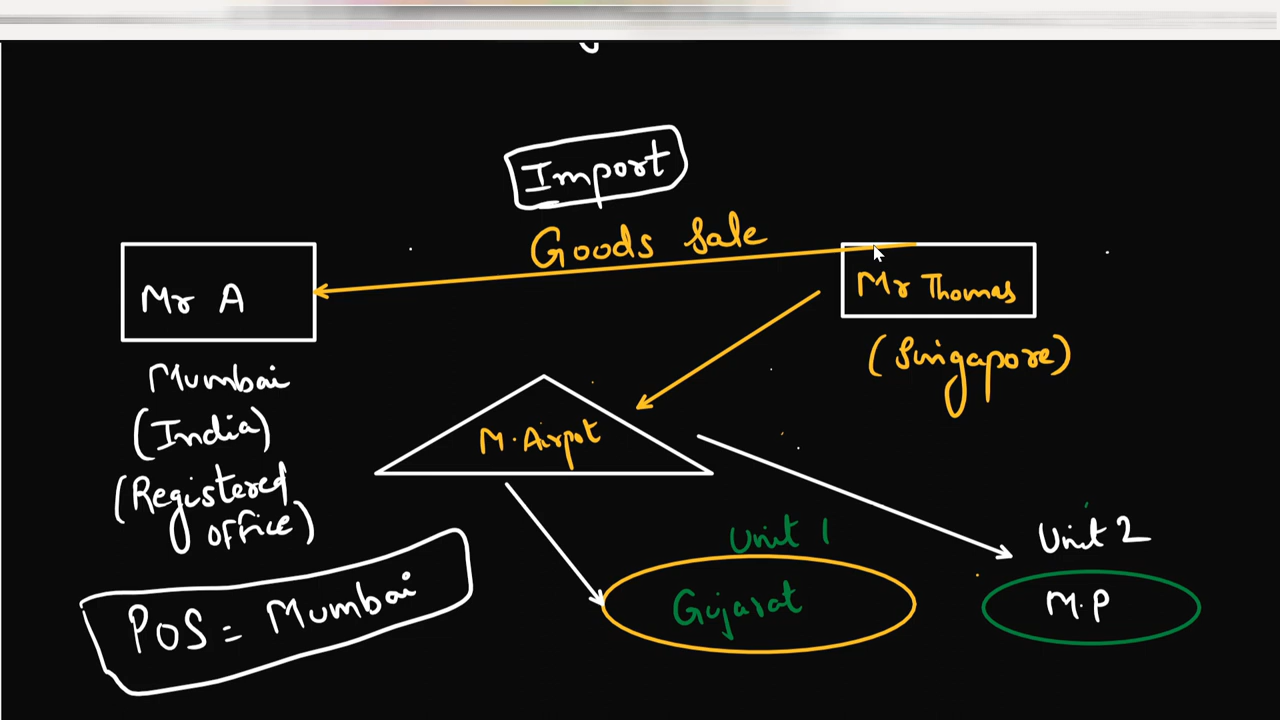 Import
Goods Sale
Mr A
Mr Thomas
(Singapore)
Mumbai
(India)
(Registered
office)
M.Airpot
Unit 1
Gujarat
Unit 2
M.P
POS = Mumbai